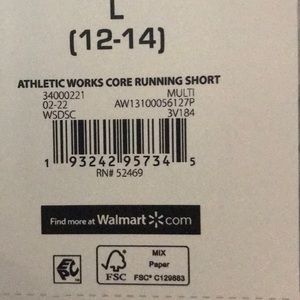 L
(12-14)
ATHLETIC WORKS CORE RUNNING SHORT
34000221 MULTI
02-22 AW13100056127P
WSDSC 3V184
1 93242 95734 5
RN# 52469
Find more at Walmart.com
FSC
MIX
Paper
FSC® C129883